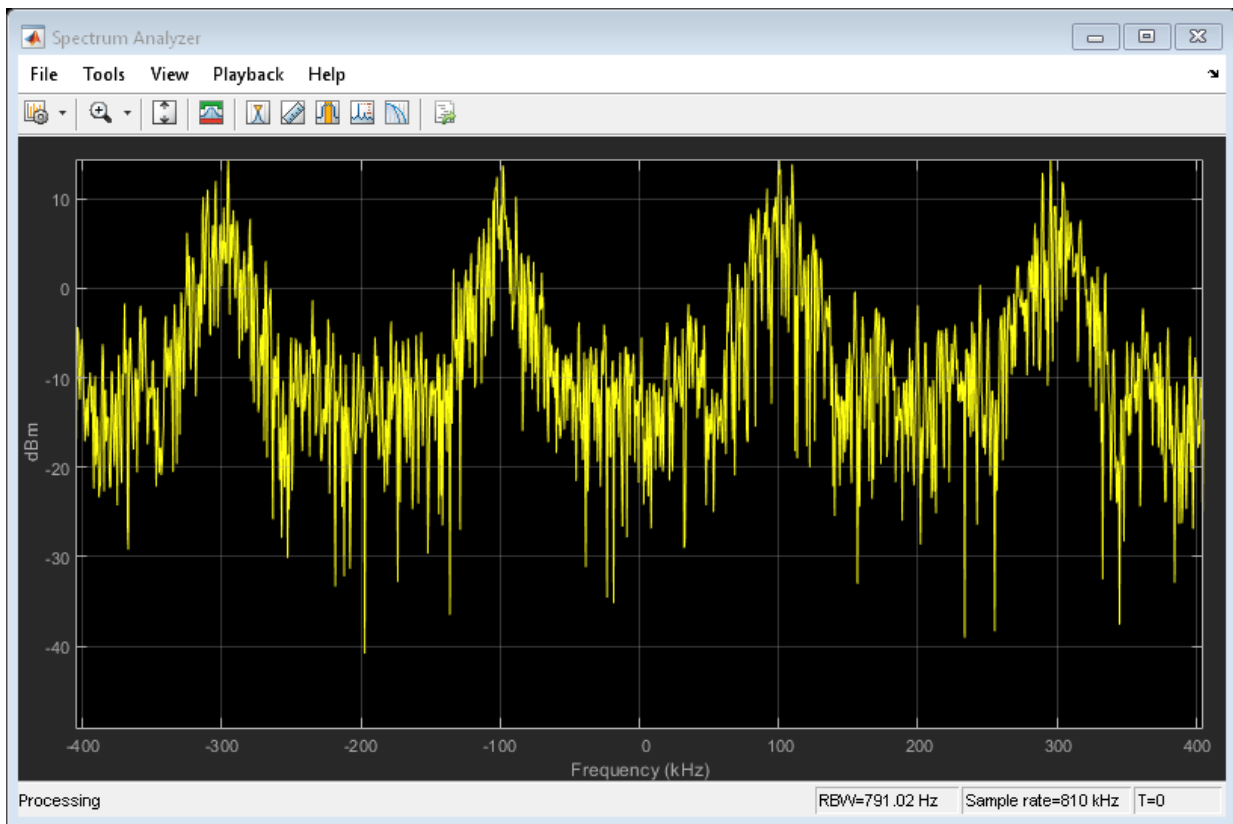 Spectrum Analyzer
File Tools View Playback Help
10
0
-10
-20
-30
-40
dBm
-400 -300 -200 -100 0 100 200 300 400
Frequency (kHz)
Processing RBW=791.02 Hz Sample rate=810 kHz T=0